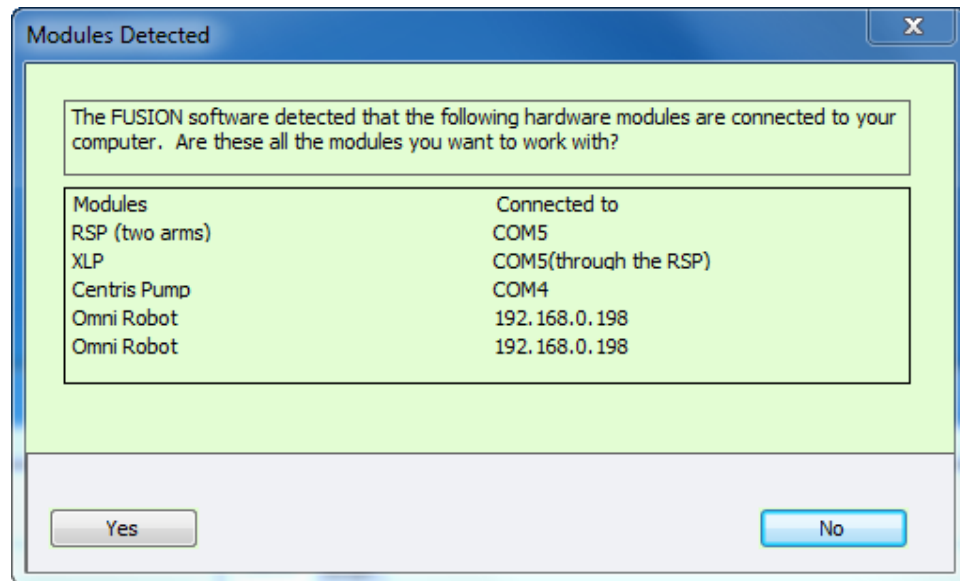 Modules Detected
X
The FUSION software detected that the following hardware modules are connected to your
computer.  Are these all the modules you want to work with?
Modules Connected to
RSP (two arms) COM5
XLP COM5(through the RSP)
Centris Pump COM4
Omni Robot 192.168.0.198
Omni Robot 192.168.0.198
Yes No